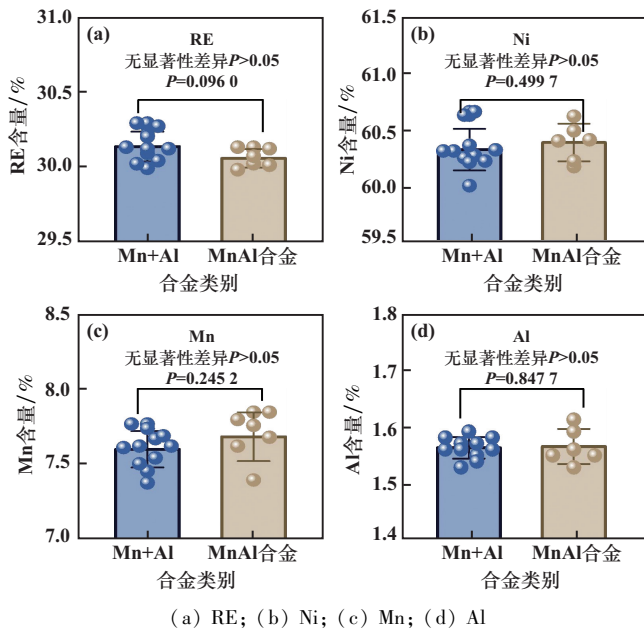 (a) RE
无显著性差异P>0.05
P=0.096 0
RE含量/%
31.0
30.5
30.0
29.5
Mn+Al MnAl合金
合金类别
(b) Ni
无显著性差异P>0.05
P=0.499 7
Ni含量/%
61.5
61.0
60.5
60.0
59.5
Mn+Al MnAl合金
合金类别
(c) Mn
无显著性差异P>0.05
P=0.245 2
Mn含量/%
8.5
8.0
7.5
7.0
Mn+Al MnAl合金
合金类别
(d) Al
无显著性差异P>0.05
P=0.847 7
Al含量/%
1.8
1.7
1.6
1.5
1.4
Mn+Al MnAl合金
合金类别
(a) RE; (b) Ni; (c) Mn; (d) Al